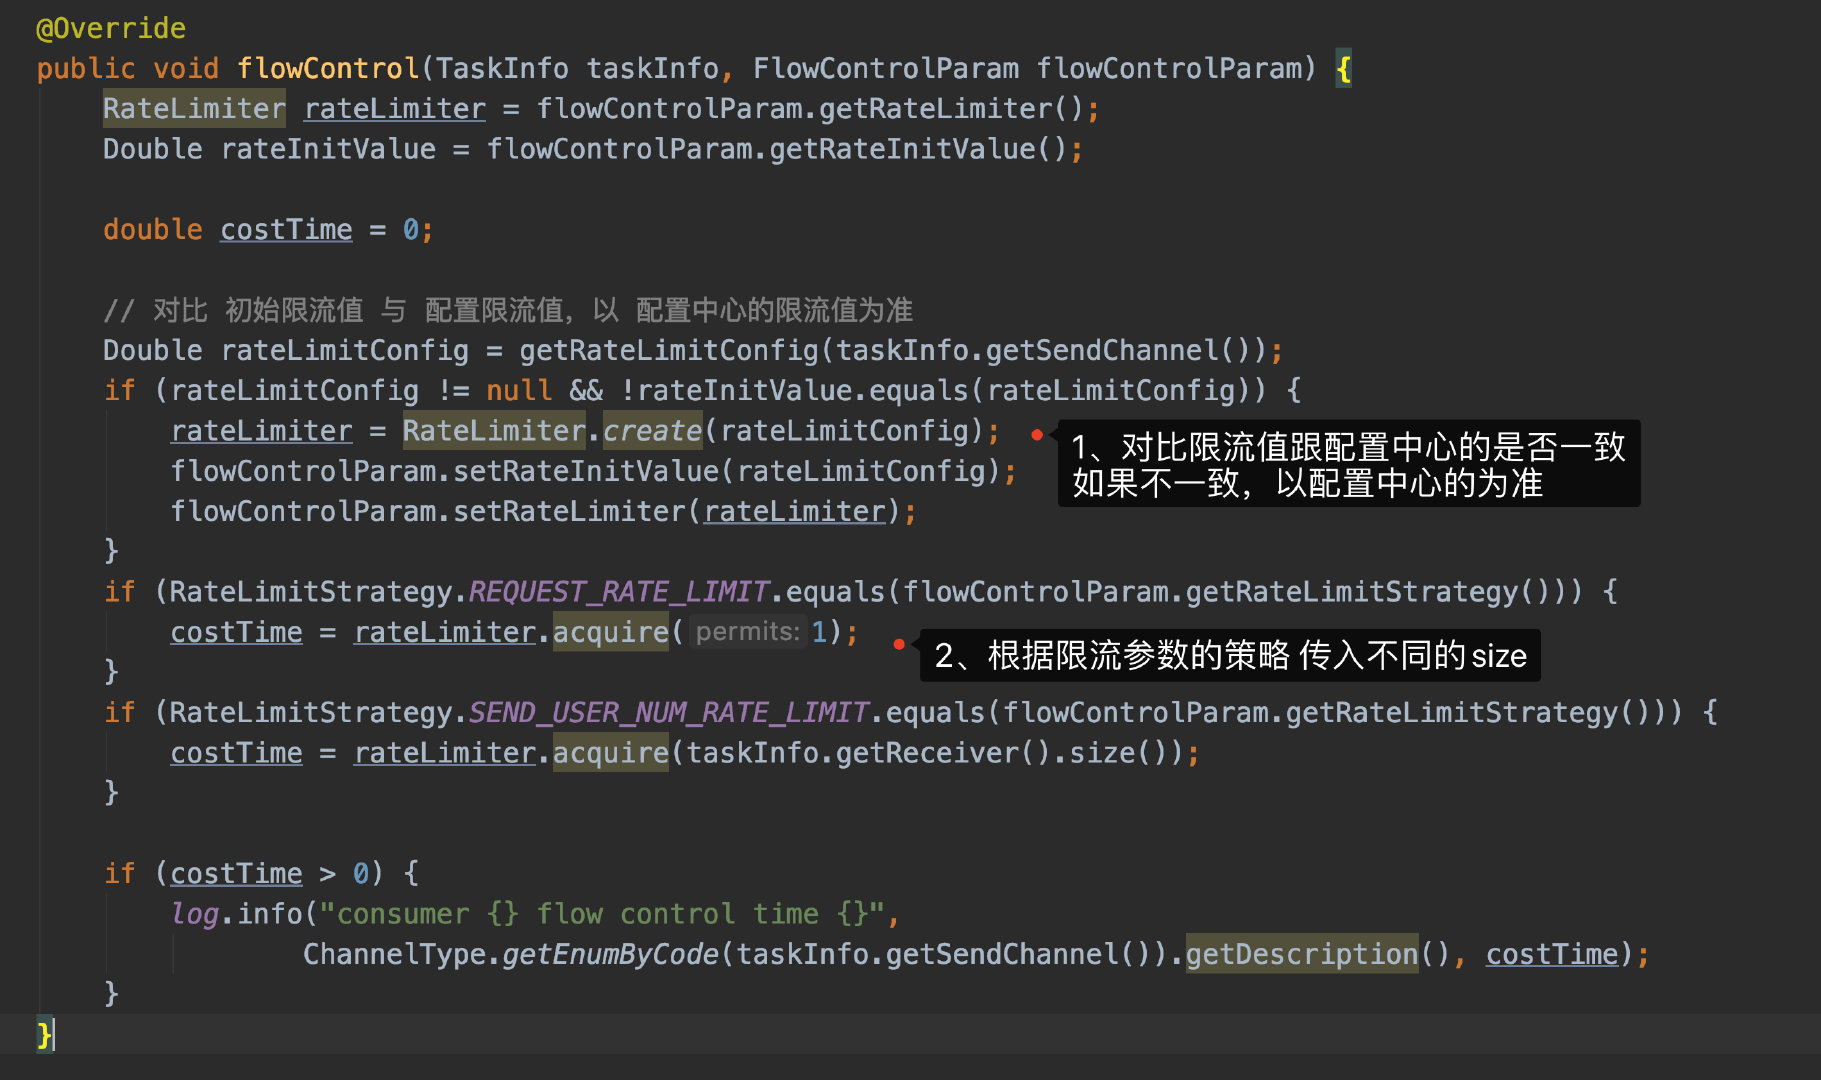 @Override
public void flowControl(TaskInfo taskInfo, FlowControlParam flowControlParam) {
RateLimiter rateLimiter = flowControlParam.getRateLimiter();
Double rateInitValue = flowControlParam.getRateInitValue();
double costTime = 0;
// 对比 初始限流值 与 配置限流值，以 配置中心的限流值为准
Double rateLimitConfig = getRateLimitConfig(taskInfo.getSendChannel());
if (rateLimitConfig != null && !rateInitValue.equals(rateLimitConfig)) {
rateLimiter = RateLimiter.create(rateLimitConfig);
1、对比限流值跟配置中心的是否一致
如果不一致，以配置中心的为准
flowControlParam.setRateInitValue(rateLimitConfig);
flowControlParam.setRateLimiter(rateLimiter);
}
if (RateLimitStrategy.REQUEST_RATE_LIMIT.equals(flowControlParam.getRateLimitStrategy())) {
costTime = rateLimiter.acquire( permits: 1);
2、根据限流参数的策略 传入不同的size
}
if (RateLimitStrategy.SEND_USER_NUM_RATE_LIMIT.equals(flowControlParam.getRateLimitStrategy())) {
costTime = rateLimiter.acquire(taskInfo.getReceiver().size());
}
if (costTime > 0) {
log.info("consumer {} flow control time {}",
ChannelType.getEnumByCode(taskInfo.getSendChannel()).getDescription(), costTime);
}
}